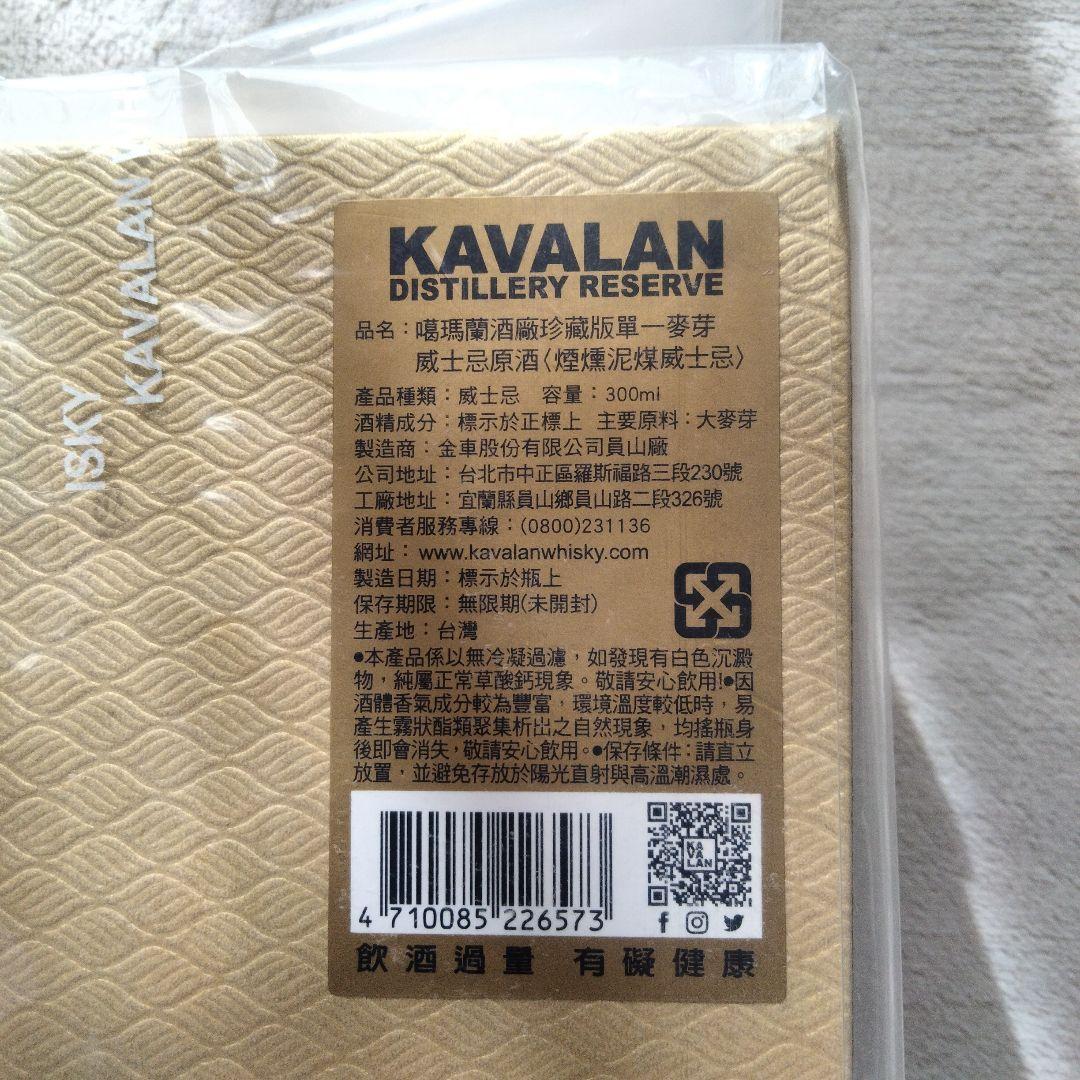 KAVALAN WH
ISKY
KAVALAN
DISTILLERY RESERVE
品名：噶瑪蘭酒廠珍藏版單一麥芽
威士忌原酒〈煙燻泥煤威士忌〉
產品種類：威士忌 容量：300ml
酒精成分：標示於正標上 主要原料：大麥芽
製造商：金車股份有限公司員山廠
公司地址：台北市中正區羅斯福路三段230號
工廠地址：宜蘭縣員山鄉員山路二段326號
消費者服務專線：(0800)231136
網址：www.kavalanwhisky.com
製造日期：標示於瓶上
保存期限：無限期(未開封)
生產地：台灣
●本產品係以無冷凝過濾，如發現有白色沉澱
物，純屬正常草酸鈣現象。敬請安心飲用!●因
酒體香氣成分較為豐富，環境溫度較低時，易
產生霧狀酯類聚集析出之自然現象，均搖瓶身
後即會消失，敬請安心飲用。●保存條件：請直立
放置，並避免存放於陽光直射與高溫潮濕處。
KA
VA
LAN
4 710085 226573
飲酒過量 有礙健康